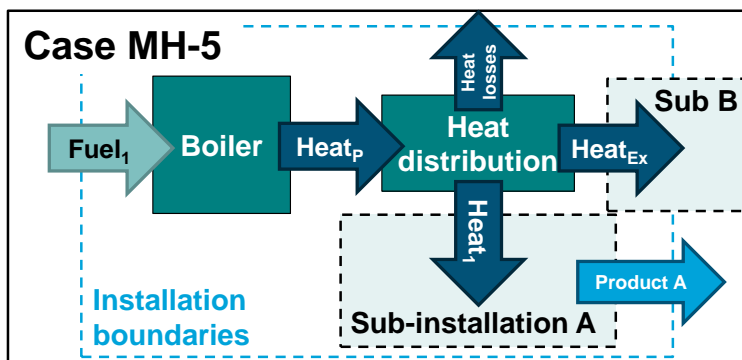 Case MH-5
Heat
losses
Sub B
Fuel1
Boiler
HeatP
Heat
distribution
HeatEx
Heat1
Product A
Installation
boundaries
Sub-installation A